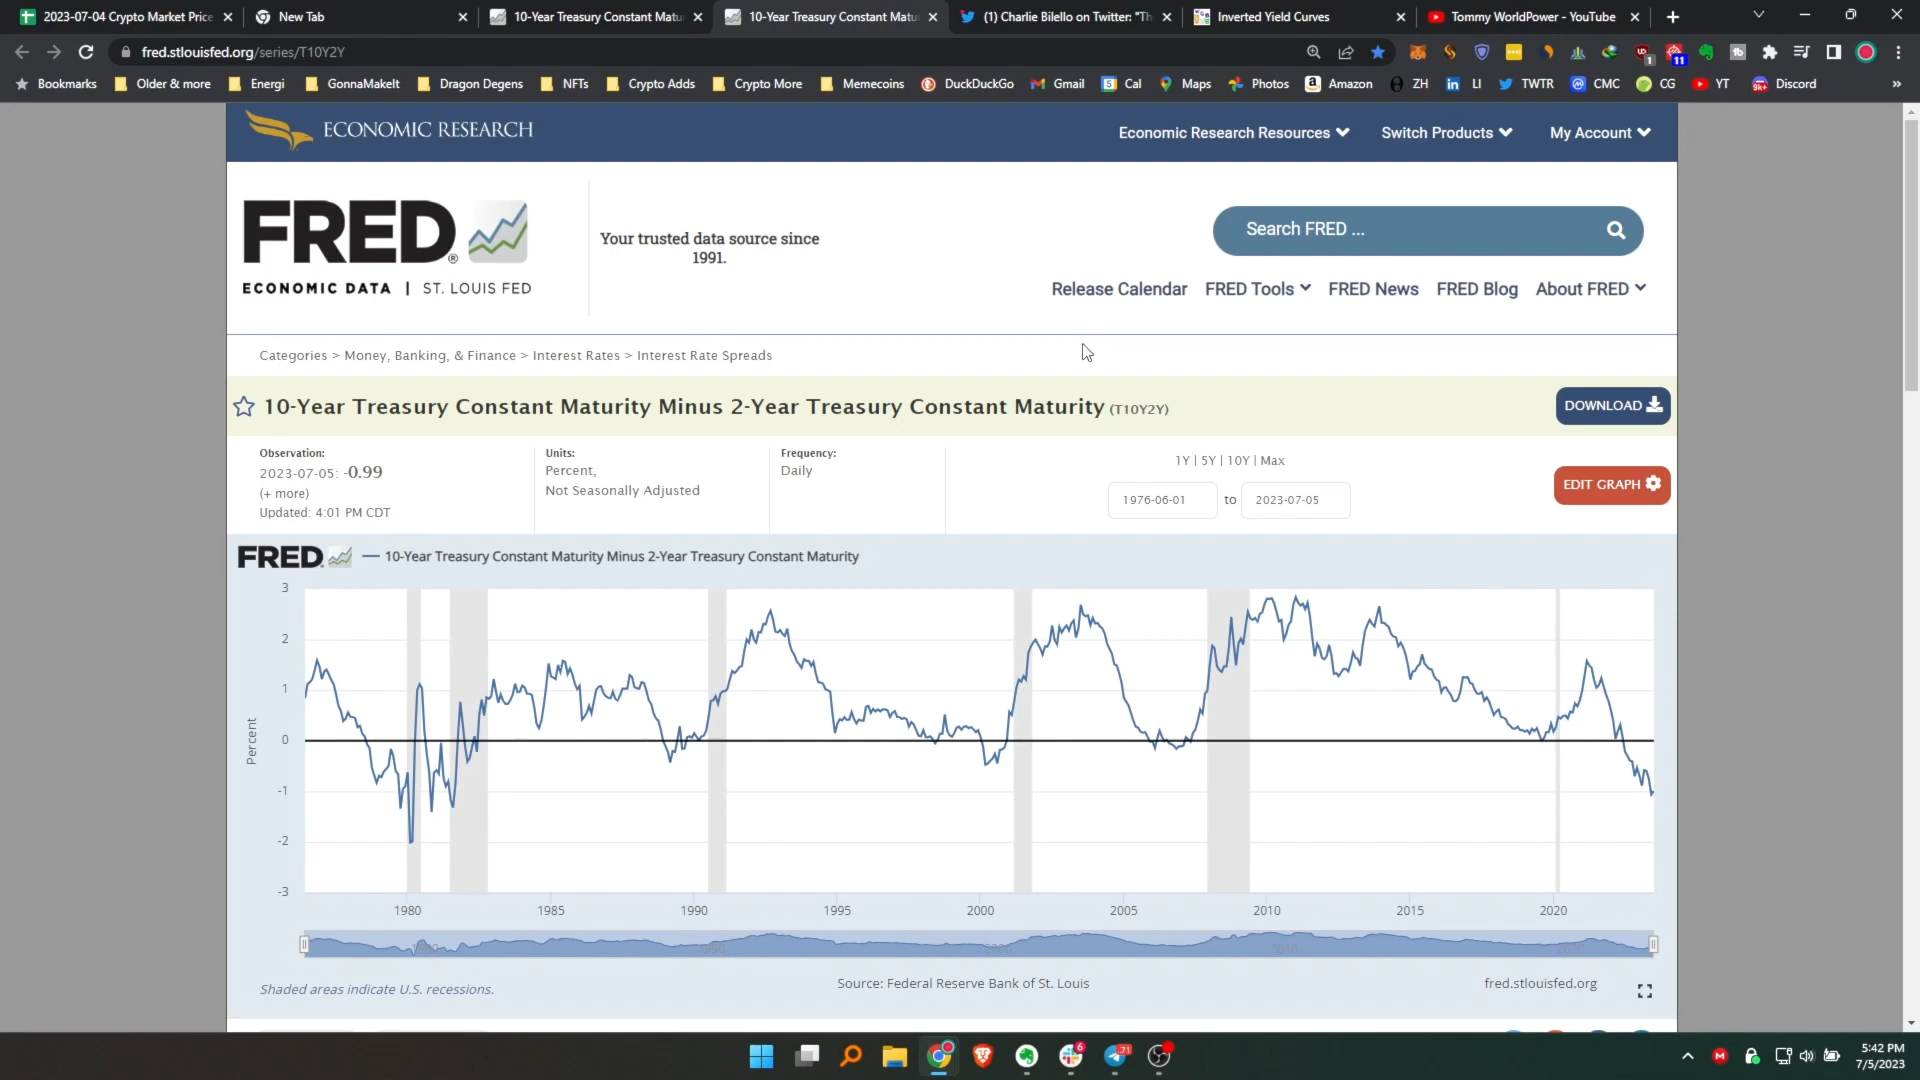 2023-07-04 Crypto Market Price
New Tab
10-Year Treasury Constant Matu
10-Year Treasury Constant Matu
(1) Charlie Bilello on Twitter: "Th
Inverted Yield Curves
Tommy WorldPower - YouTube
fred.stlouisfed.org/series/T10Y2Y
1
11
Bookmarks
Older & more
Energi
GonnaMakeIt
Dragon Degens
NFTs
Crypto Adds
Crypto More
Memecoins
DuckDuckGo
Gmail
Cal
Maps
Photos
Amazon
ZH
LI
TWTR
CMC
CG
YT
Discord
ECONOMIC RESEARCH
Economic Research Resources
Switch Products
My Account
FRED®
ECONOMIC DATA | ST. LOUIS FED
Your trusted data source since
1991.
Search FRED ...
Release Calendar
FRED Tools
FRED News
FRED Blog
About FRED
Categories > Money, Banking, & Finance > Interest Rates > Interest Rate Spreads
10-Year Treasury Constant Maturity Minus 2-Year Treasury Constant Maturity (T10Y2Y)
DOWNLOAD
Observation:
2023-07-05: -0.99
(+ more)
Updated: 4:01 PM CDT
Units:
Percent,
Not Seasonally Adjusted
Frequency:
Daily
1Y | 5Y | 10Y | Max
1976-06-01 to 2023-07-05
EDIT GRAPH
FRED
10-Year Treasury Constant Maturity Minus 2-Year Treasury Constant Maturity
Percent
3
2
1
0
-1
-2
-3
1980
1985
1990
1995
2000
2005
2010
2015
2020
1980
1990
2000
2010
2020
Shaded areas indicate U.S. recessions.
Source: Federal Reserve Bank of St. Louis
fred.stlouisfed.org
6
71
5:42 PM
7/5/2023